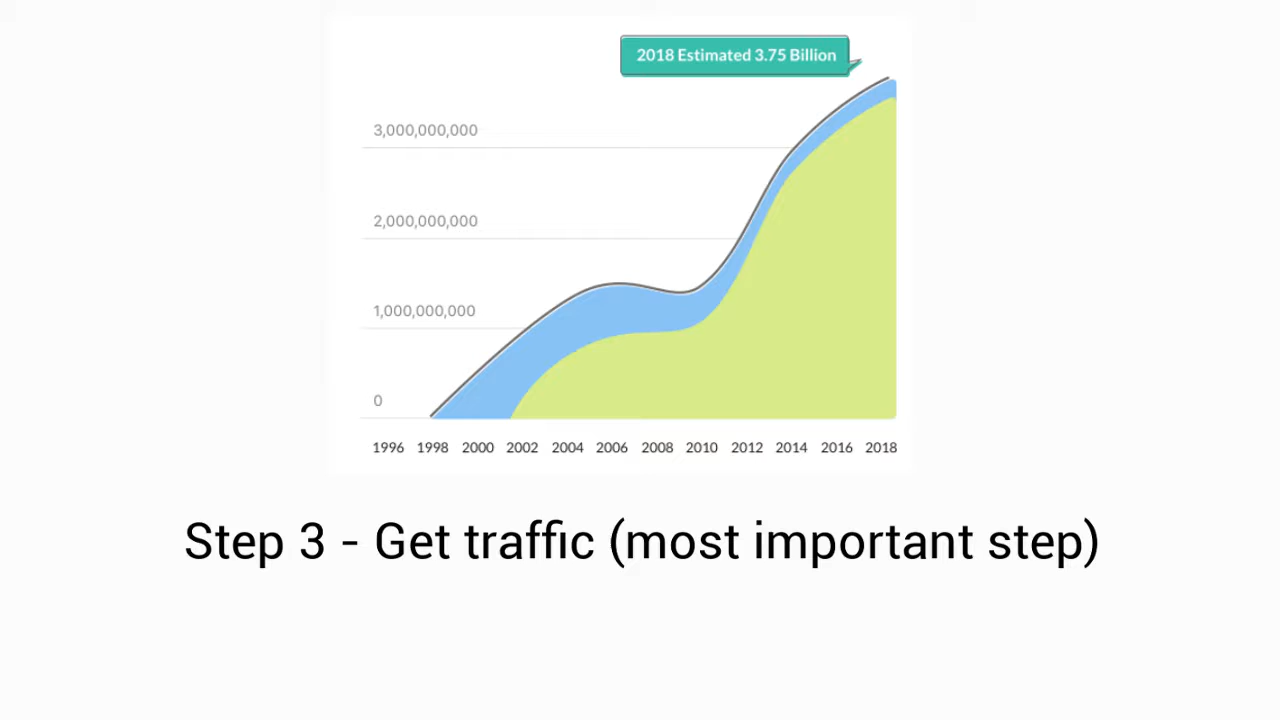 2018 Estimated 3.75 Billion
3,000,000,000
2,000,000,000
1,000,000,000
0
1996 1998 2000 2002 2004 2006 2008 2010 2012 2014 2016 2018
Step 3 - Get traffic (most important step)